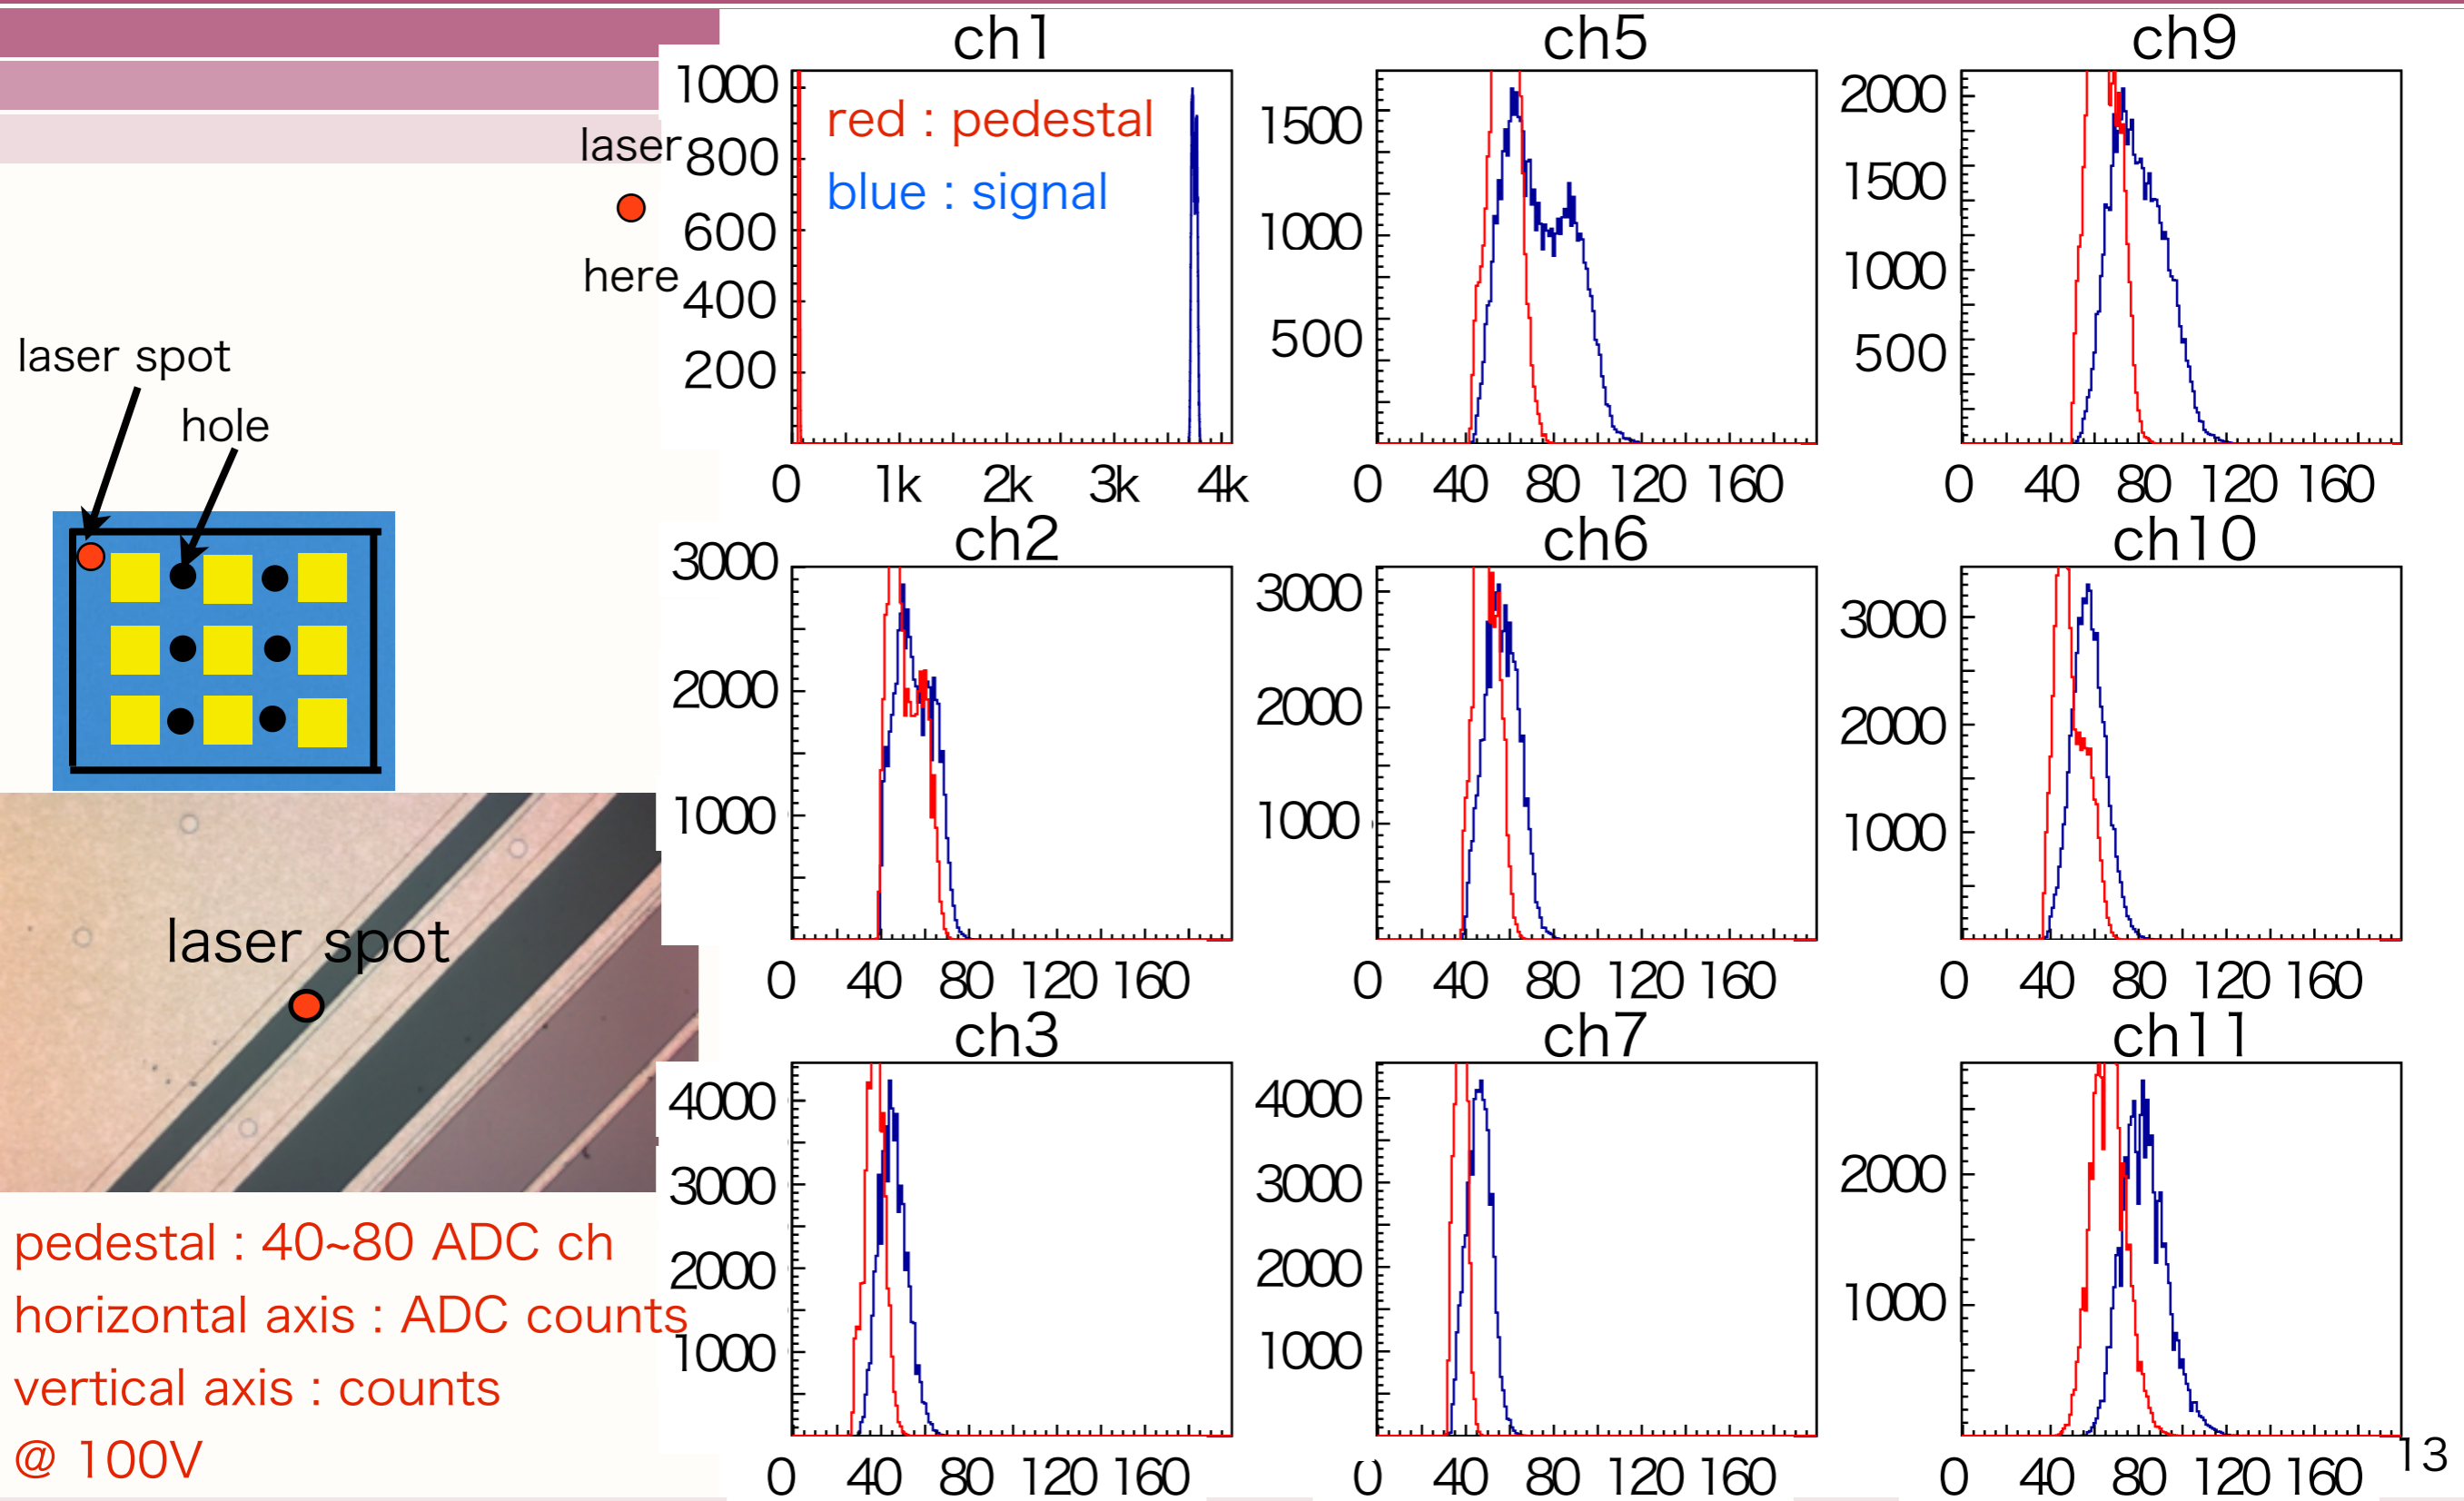 laser
here
laser spot
hole
laser spot
pedestal : 40~80 ADC ch
horizontal axis : ADC counts
vertical axis : counts
@ 100V
ch1
1000
800
600
400
200
red : pedestal
blue : signal
0 1k 2k 3k 4k
ch5
1500
1000
500
0 40 80 120 160
ch9
2000
1500
1000
500
0 40 80 120 160
ch2
3000
2000
1000
0 40 80 120 160
ch6
3000
2000
1000
0 40 80 120 160
ch10
3000
2000
1000
0 40 80 120 160
ch3
4000
3000
2000
1000
0 40 80 120 160
ch7
4000
3000
2000
1000
0 40 80 120 160
ch11
2000
1000
0 40 80 120 160
13